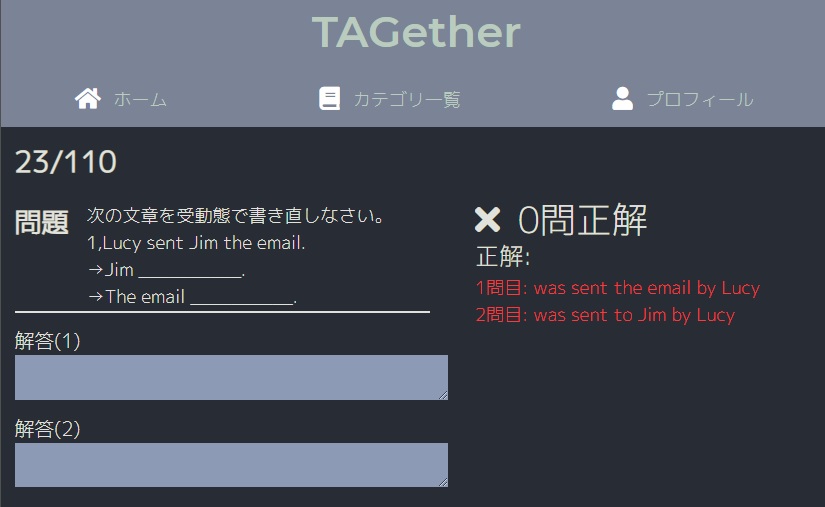 TAGether
ホーム
カテゴリ一覧
プロフィール
23/110
問題
次の文章を受動態で書き直しなさい。
1,Lucy sent Jim the email.
→Jim ___________.
→The email ___________.
解答(1)
解答(2)
0問正解
正解:
1問目: was sent the email by Lucy
2問目: was sent to Jim by Lucy